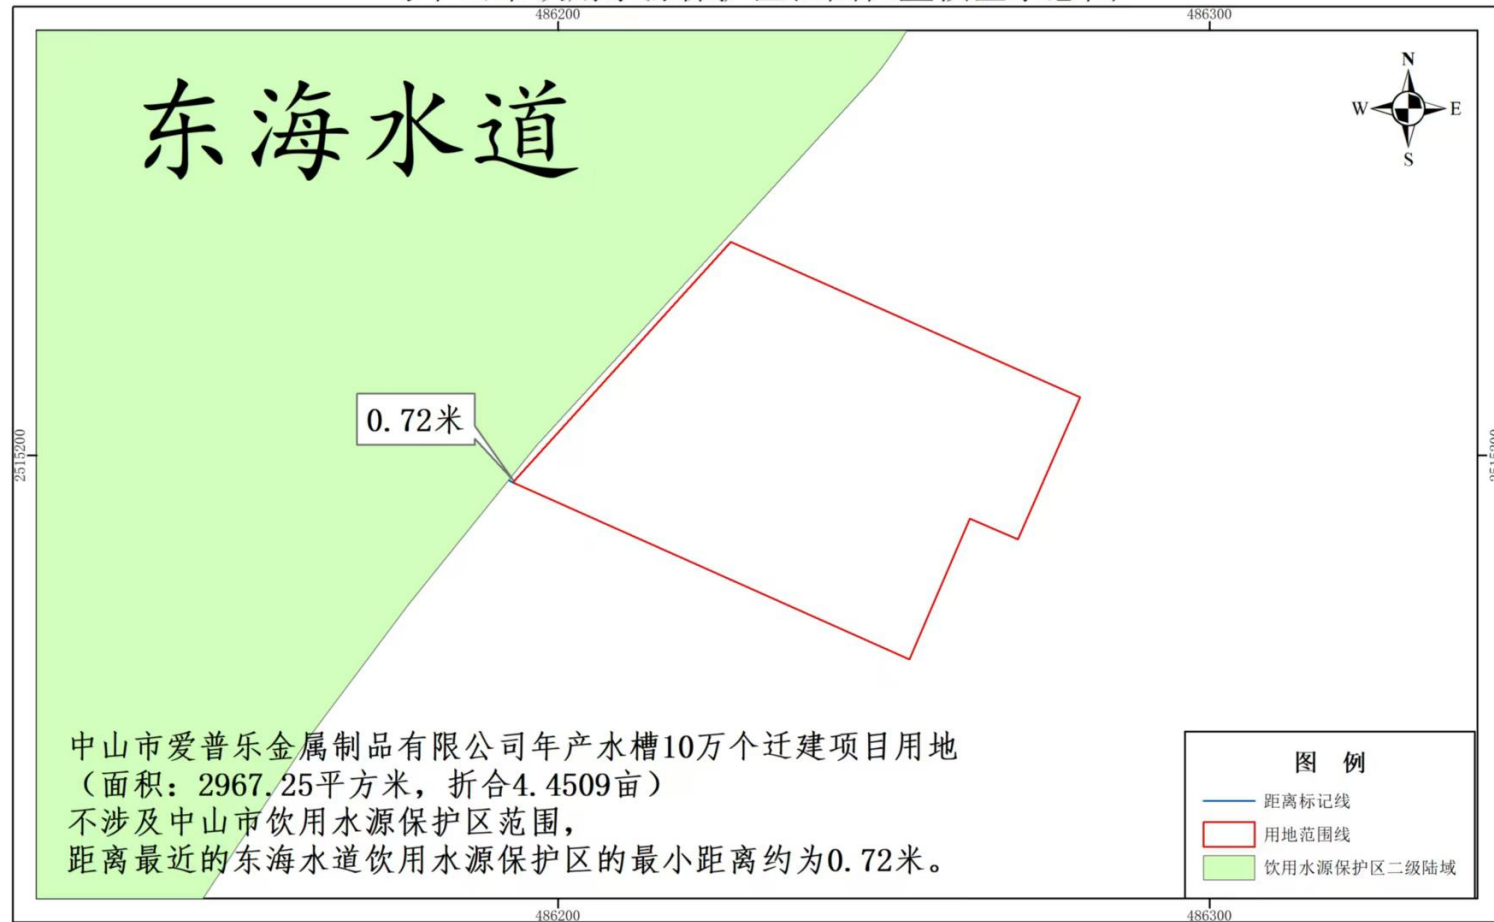 486200
486300
东海水道
N
W
E
S
0.72米
2515200
中山市爱普乐金属制品有限公司年产水槽10万个迁建项目用地
（面积：2967.25平方米，折合4.4509亩）
不涉及中山市饮用水源保护区范围，
距离最近的东海水道饮用水源保护区的最小距离约为0.72米。
图 例
距离标记线
用地范围线
饮用水源保护区二级陆域
486200
486300